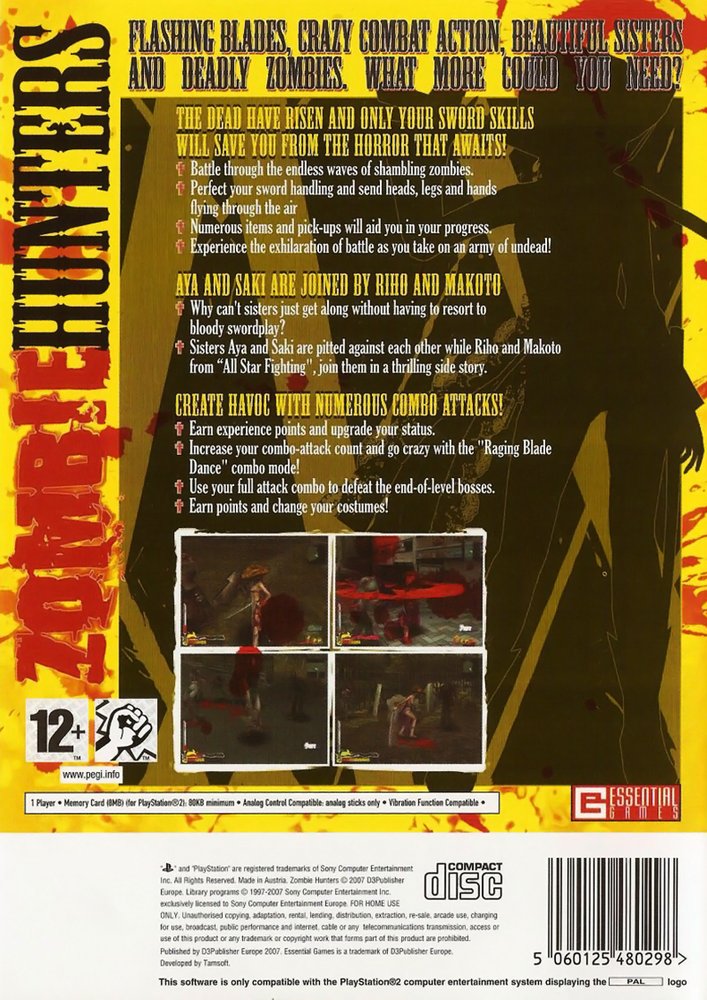 ZOMBIE HUNTERS
FLASHING BLADES, CRAZY COMBAT ACTION, BEAUTIFUL SISTERS
AND DEADLY ZOMBIES. WHAT MORE COULD YOU NEED?
THE DEAD HAVE RISEN AND ONLY YOUR SWORD SKILLS
WILL SAVE YOU FROM THE HORROR THAT AWAITS!
Battle through the endless waves of shambling zombies.
Perfect your sword handling and send heads, legs and hands
flying through the air
Numerous items and pick-ups will aid you in your progress.
Experience the exhilaration of battle as you take on an army of undead!
AYA AND SAKI ARE JOINED BY RIHO AND MAKOTO
Why can't sisters just get along without having to resort to
bloody swordplay?
Sisters Aya and Saki are pitted against each other while Riho and Makoto
from “All Star Fighting”, join them in a thrilling side story.
CREATE HAVOC WITH NUMEROUS COMBO ATTACKS!
Earn experience points and upgrade your status.
Increase your combo-attack count and go crazy with the "Raging Blade
Dance" combo mode!
Use your full attack combo to defeat the end-of-level bosses.
Earn points and change your costumes!
12+
TM
TM
www.pegi.info
1 Player • Memory Card (8MB) (for PlayStation®2): 80KB minimum • Analog Control Compatible: analog sticks only • Vibration Function Compatible •
ESSENTIAL
GAMES
" " and "PlayStation" are registered trademarks of Sony Computer Entertainment
Inc. All Rights Reserved. Made in Austria. Zombie Hunters © 2007 D3Publisher
Europe. Library programs © 1997-2007 Sony Computer Entertainment Inc.
exclusively licensed to Sony Computer Entertainment Europe. FOR HOME USE
ONLY. Unauthorised copying, adaptation, rental, lending, distribution, extraction, re-sale, arcade use, charging
for use, broadcast, public performance and internet, cable or any telecommunications transmission, access or
use of this product or any trademark or copyright work that forms part of this product are prohibited.
Published by D3Publisher Europe 2007. Essential Games is a trademark of D3Publisher Europe.
Developed by Tamsoft.
COMPACT
disc
5 060125 480298 >
This software is only compatible with the PlayStation®2 computer entertainment system displaying the PAL logo